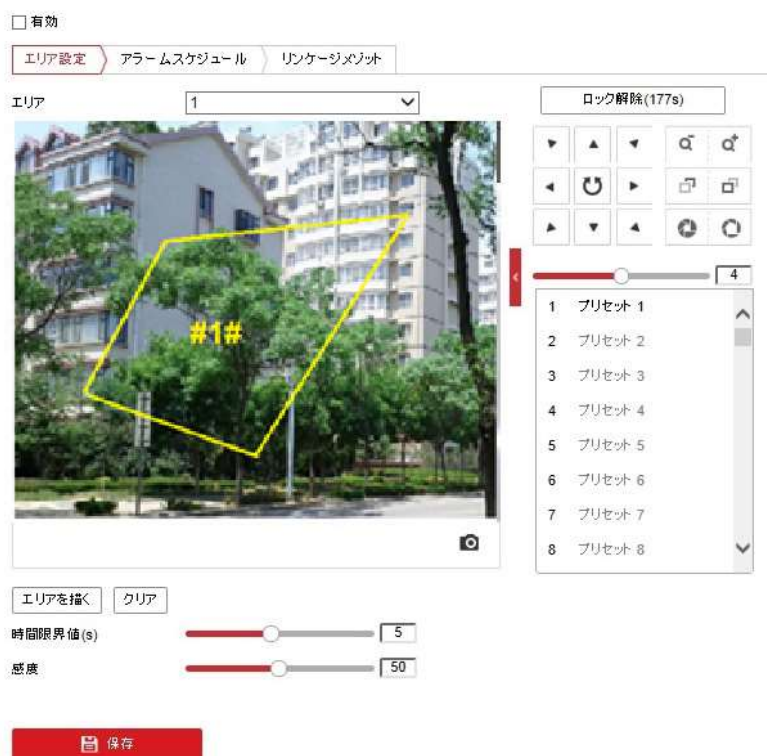 有効
エリア設定 アラームスケジュール リンケージメゾット
エリア 1
ロック解除(177s)
#1#
4
1 プリセット 1
2 プリセット 2
3 プリセット 3
4 プリセット 4
5 プリセット 5
6 プリセット 6
7 プリセット 7
8 プリセット 8
エリアを描く クリア
時間限界値(s) 5
感度 50
保存